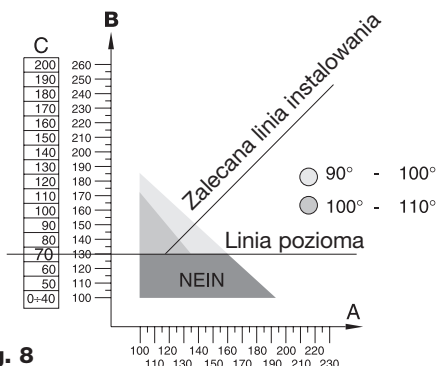 B
C
200 260
190 250
180 240
170 230
160 220
150 210
140 200
130 190
120 180
110 170
100 160
90 150
80 140
70 130
60 120
50 110
0÷40 100
Zalecana linia instalowania
90° - 100°
100° - 110°
Linia pozioma
NEIN
A
g. 8
100 120 140 160 180 200 220
110 130 150 170 190 210 230